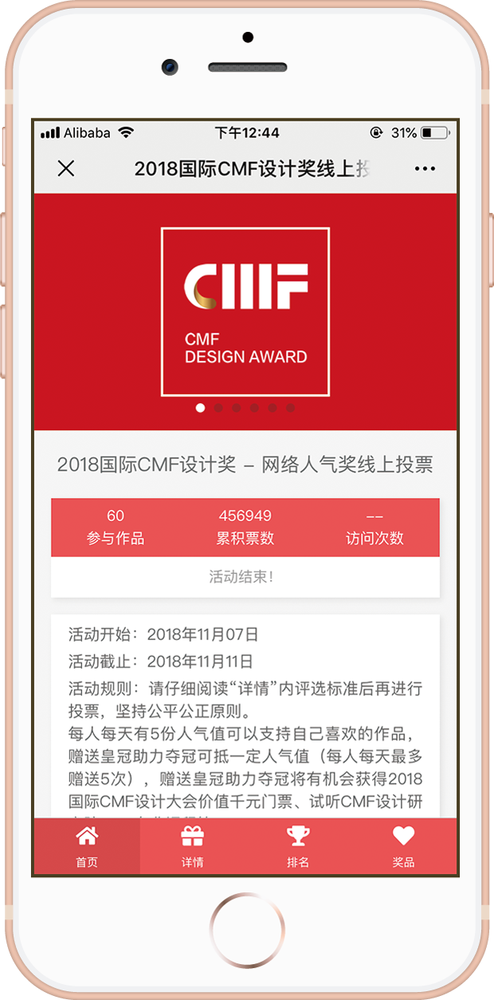 Alibaba
下午12:44
31%
2018国际CMF设计奖线上投
CMF
CMF
DESIGN AWARD
2018国际CMF设计奖 – 网络人气奖线上投票
60
456949
--
参与作品
累积票数
访问次数
活动结束！
活动开始：2018年11月07日
活动截止：2018年11月11日
活动规则：请仔细阅读“详情”内评选标准后再进行
投票，坚持公平公正原则。
每人每天有5份人气值可以支持自己喜欢的作品，
赠送皇冠助力夺冠可抵一定人气值（每人每天最多
赠送5次），赠送皇冠助力夺冠将有机会获得2018
国际CMF设计大会价值千元门票、试听CMF设计研
首页
详情
排名
奖品